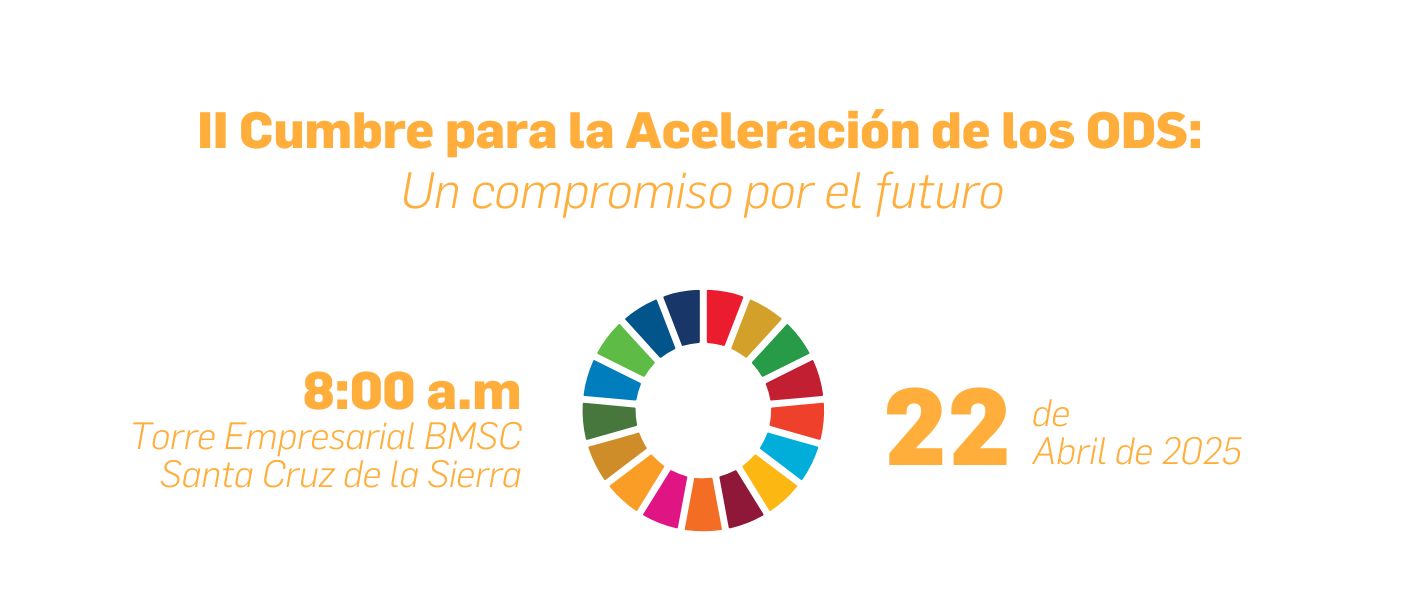 II Cumbre para la Aceleración de los ODS:
Un compromiso por el futuro
8:00 a.m
Torre Empresarial BMSC
Santa Cruz de la Sierra
22 de
Abril de 2025